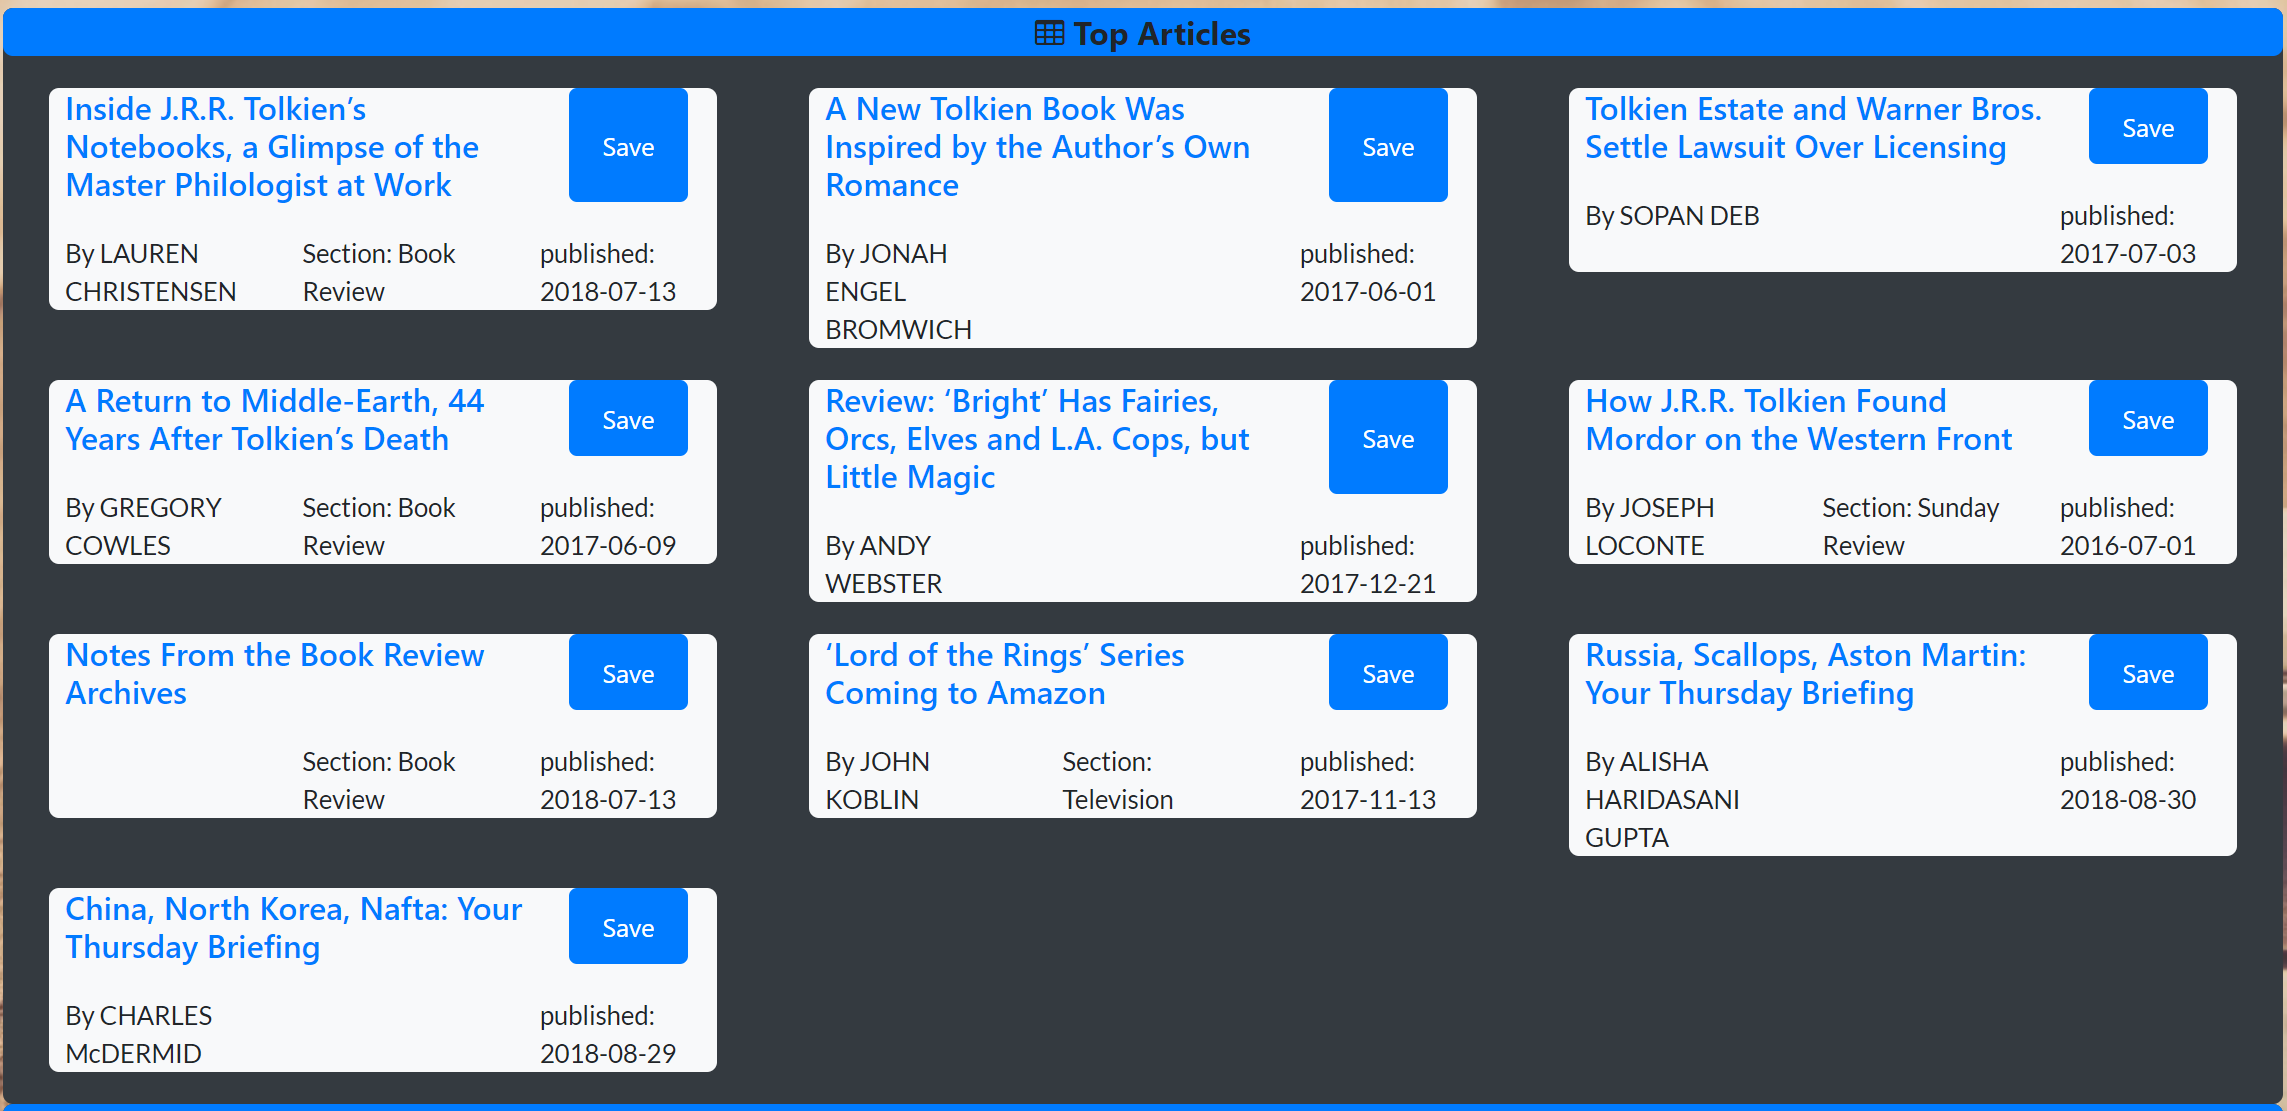 Top Articles
Inside J.R.R. Tolkien’s
Notebooks, a Glimpse of the
Master Philologist at Work
Save
By LAUREN
CHRISTENSEN
Section: Book
Review
published:
2018-07-13
A New Tolkien Book Was
Inspired by the Author’s Own
Romance
Save
By JONAH
ENGEL
BROMWICH
published:
2017-06-01
Tolkien Estate and Warner Bros.
Settle Lawsuit Over Licensing
Save
By SOPAN DEB
published:
2017-07-03
A Return to Middle-Earth, 44
Years After Tolkien’s Death
Save
By GREGORY
COWLES
Section: Book
Review
published:
2017-06-09
Review: ‘Bright’ Has Fairies,
Orcs, Elves and L.A. Cops, but
Little Magic
Save
By ANDY
WEBSTER
published:
2017-12-21
How J.R.R. Tolkien Found
Mordor on the Western Front
Save
By JOSEPH
LOCONTE
Section: Sunday
Review
published:
2016-07-01
Notes From the Book Review
Archives
Save
Section: Book
Review
published:
2018-07-13
‘Lord of the Rings’ Series
Coming to Amazon
Save
By JOHN
KOBLIN
Section:
Television
published:
2017-11-13
Russia, Scallops, Aston Martin:
Your Thursday Briefing
Save
By ALISHA
HARIDASANI
GUPTA
published:
2018-08-30
China, North Korea, Nafta: Your
Thursday Briefing
Save
By CHARLES
McDERMID
published:
2018-08-29